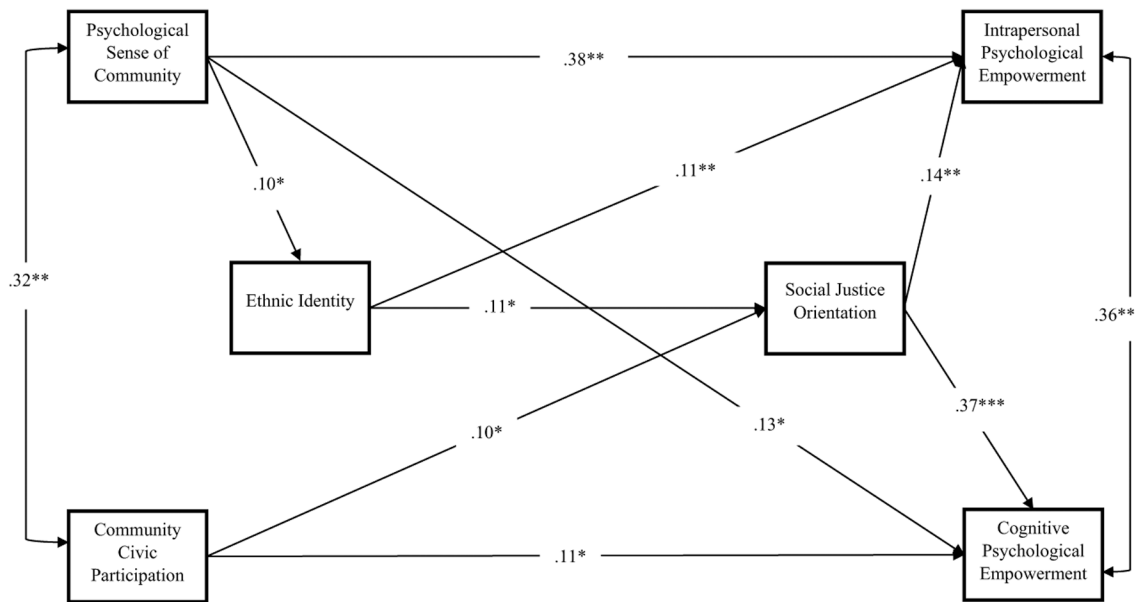 Psychological
Sense of
Community
Intrapersonal
Psychological
Empowerment
.38**
.11**
.14**
.10*
.32**
Ethnic Identity
.11*
Social Justice
Orientation
.36**
.37***
.10*
.13*
Community
Civic
Participation
.11*
Cognitive
Psychological
Empowerment